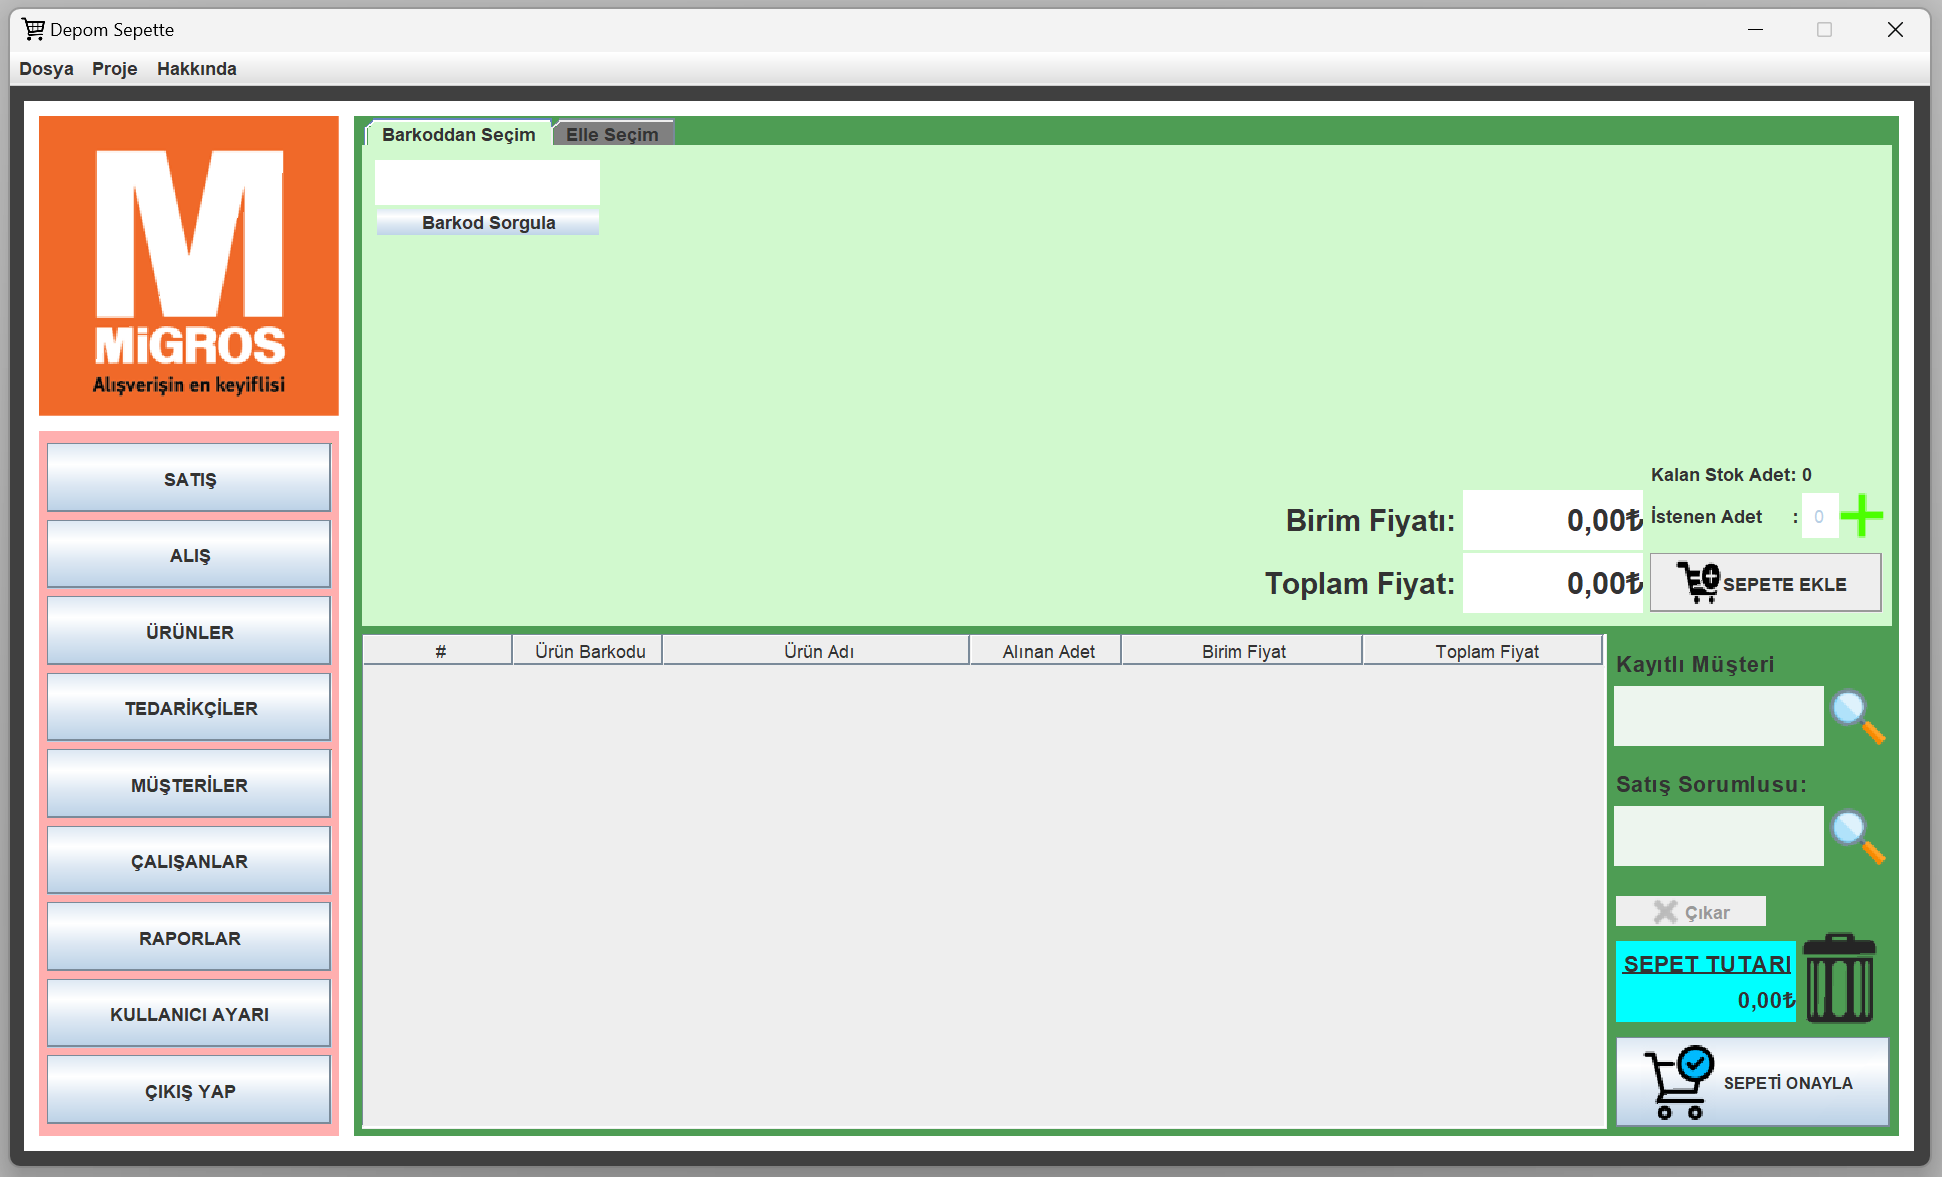 Depom Sepette
Dosya Proje Hakkında
M
MiGROS
Alışverişin en keyiflisi
SATIŞ
ALIŞ
ÜRÜNLER
TEDARİKÇİLER
MÜŞTERİLER
ÇALIŞANLAR
RAPORLAR
KULLANICI AYARI
ÇIKIŞ YAP
Barkoddan Seçim Elle Seçim
Barkod Sorgula
Kalan Stok Adet: 0
Birim Fiyatı: 0,00₺ İstenen Adet : 0
Toplam Fiyat: 0,00₺ SEPETE EKLE
# Ürün Barkodu Ürün Adı Alınan Adet Birim Fiyat Toplam Fiyat
Kayıtlı Müşteri
Satış Sorumlusu:
Çıkar
SEPET TUTARI
0,00₺
SEPETİ ONAYLA